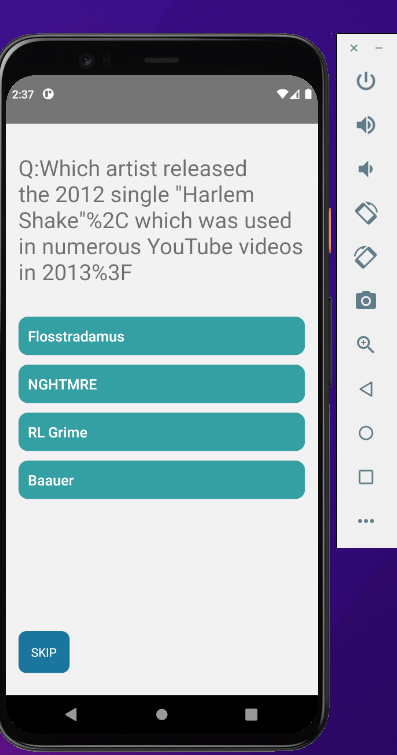 2:37
Q:Which artist released
the 2012 single "Harlem
Shake"%2C which was used
in numerous YouTube videos
in 2013%3F
Flosstradamus
NGHTMRE
RL Grime
Baauer
SKIP